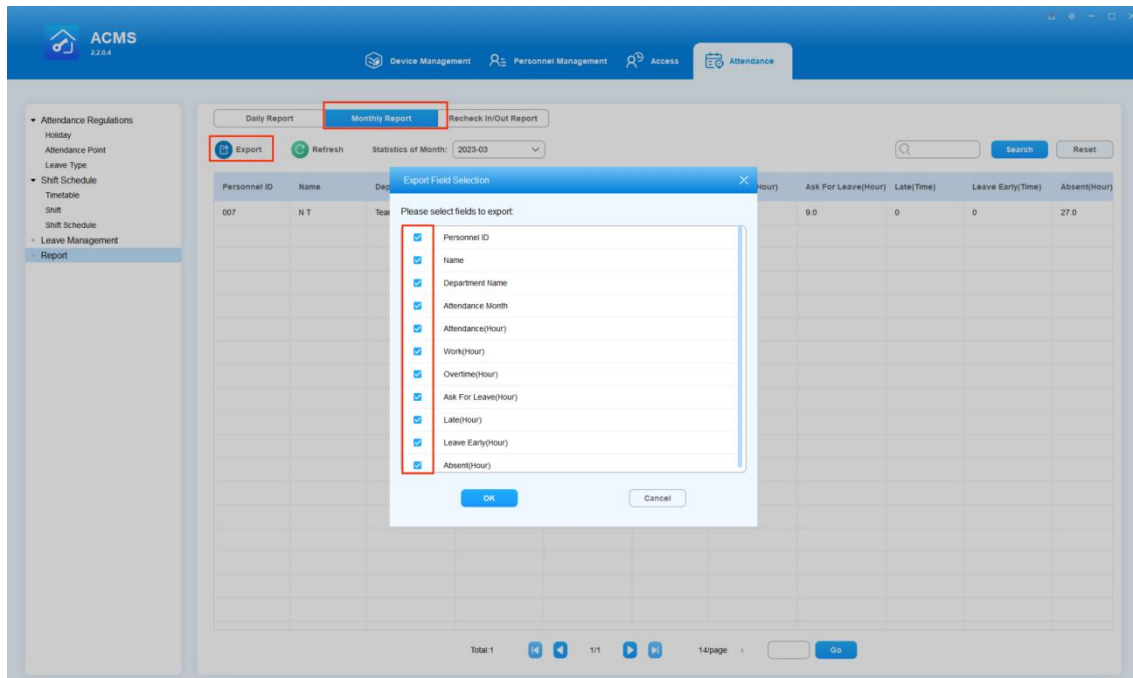 ACMS
2.2.0.4
Device Management Personnel Management Access Attendance
Attendance Regulations
Holiday
Attendance Point
Leave Type
Shift Schedule
Timetable
Shift
Shift Schedule
Leave Management
Report
Daily Report Monthly Report Recheck In/Out Report
Export Refresh Statistics of Month: 2023-03 Search Reset
Personnel ID Name Dep Hour) Ask For Leave(Hour) Late(Time) Leave Early(Time) Absent(Hour)
007 N T Tear 9.0 0 0 27.0
Export Field Selection
Please select fields to export:
Personnel ID
Name
Department Name
Attendance Month
Attendance(Hour)
Work(Hour)
Overtime(Hour)
Ask For Leave(Hour)
Late(Hour)
Leave Early(Hour)
Absent(Hour)
OK Cancel
Total:1 1/1 14/page Go